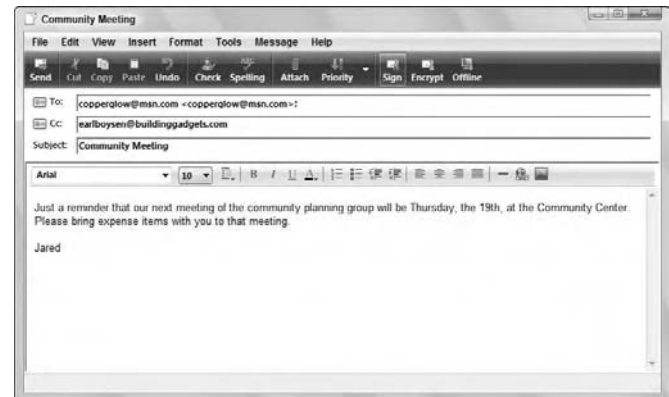 Community Meeting
File Edit View Insert Format Tools Message Help
Send Cut Copy Paste Undo Check Spelling Attach Priority Sign Encrypt Offline
To: copperglow@msn.com <copperglow@msn.com>;
Cc: earlboysen@buildinggadgets.com
Subject: Community Meeting
Arial 10 B I U A
Just a reminder that our next meeting of the community planning group will be Thursday, the 19th, at the Community Center.
Please bring expense items with you to that meeting.
Jared